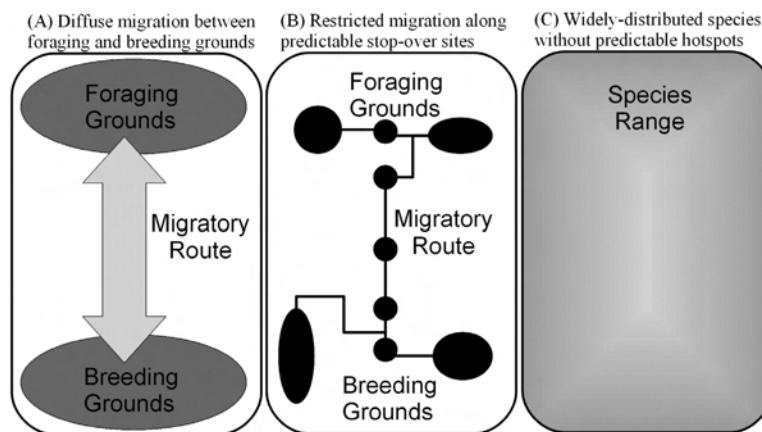 (A) Diffuse migration between
foraging and breeding grounds
Foraging
Grounds
Migratory
Route
Breeding
Grounds
(B) Restricted migration along
predictable stop-over sites
Foraging
Grounds
Migratory
Route
Breeding
Grounds
(C) Widely-distributed species
without predictable hotspots
Species
Range